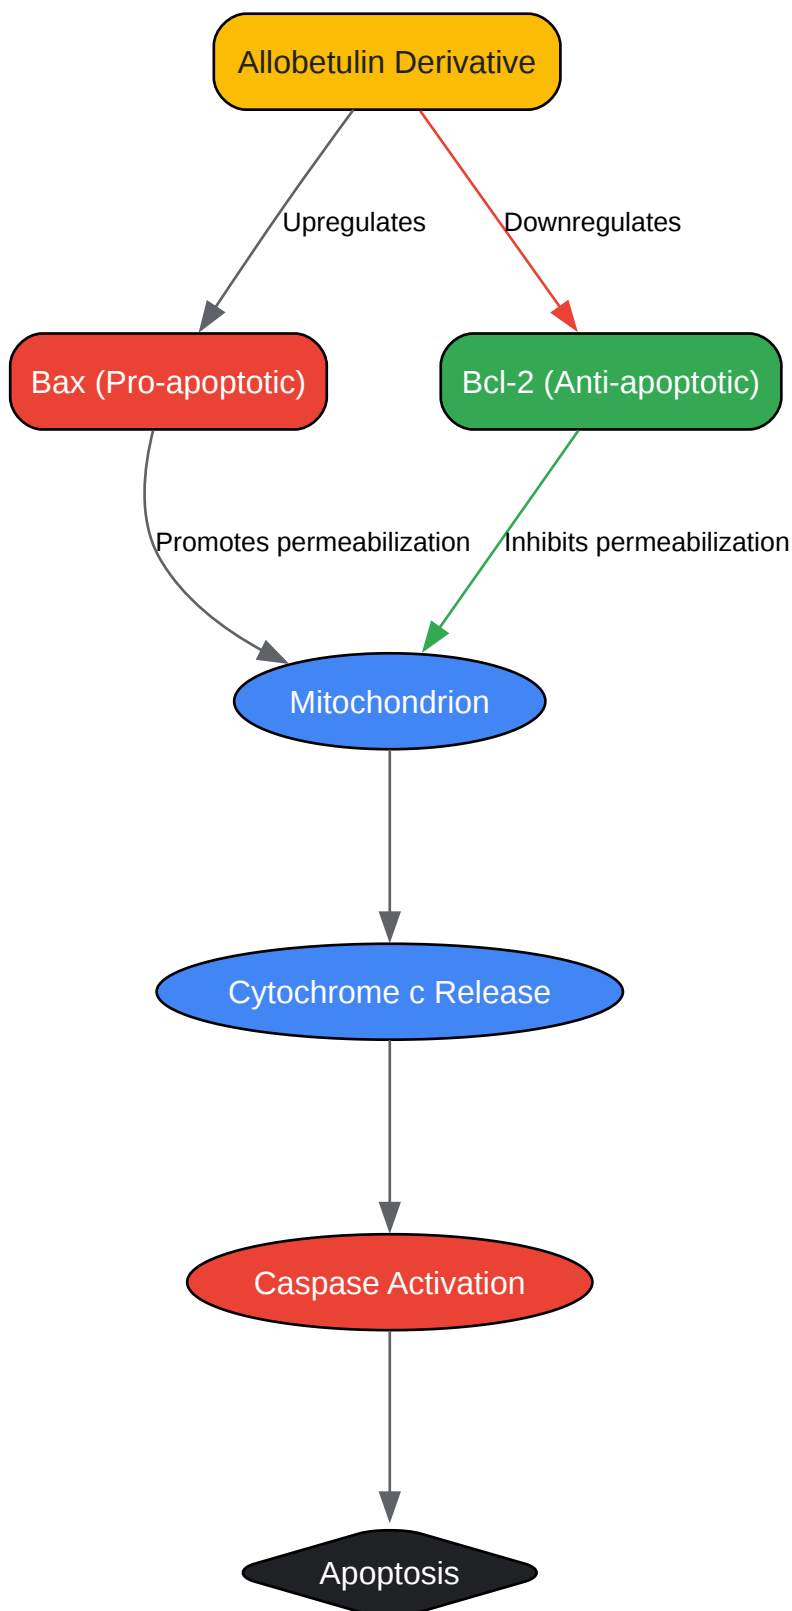 Allobetulin Derivative
Upregulates
Downregulates
Bax (Pro-apoptotic)
Bcl-2 (Anti-apoptotic)
Promotes permeabilization
Inhibits permeabilization
Mitochondrion
Cytochrome c Release
Caspase Activation
Apoptosis